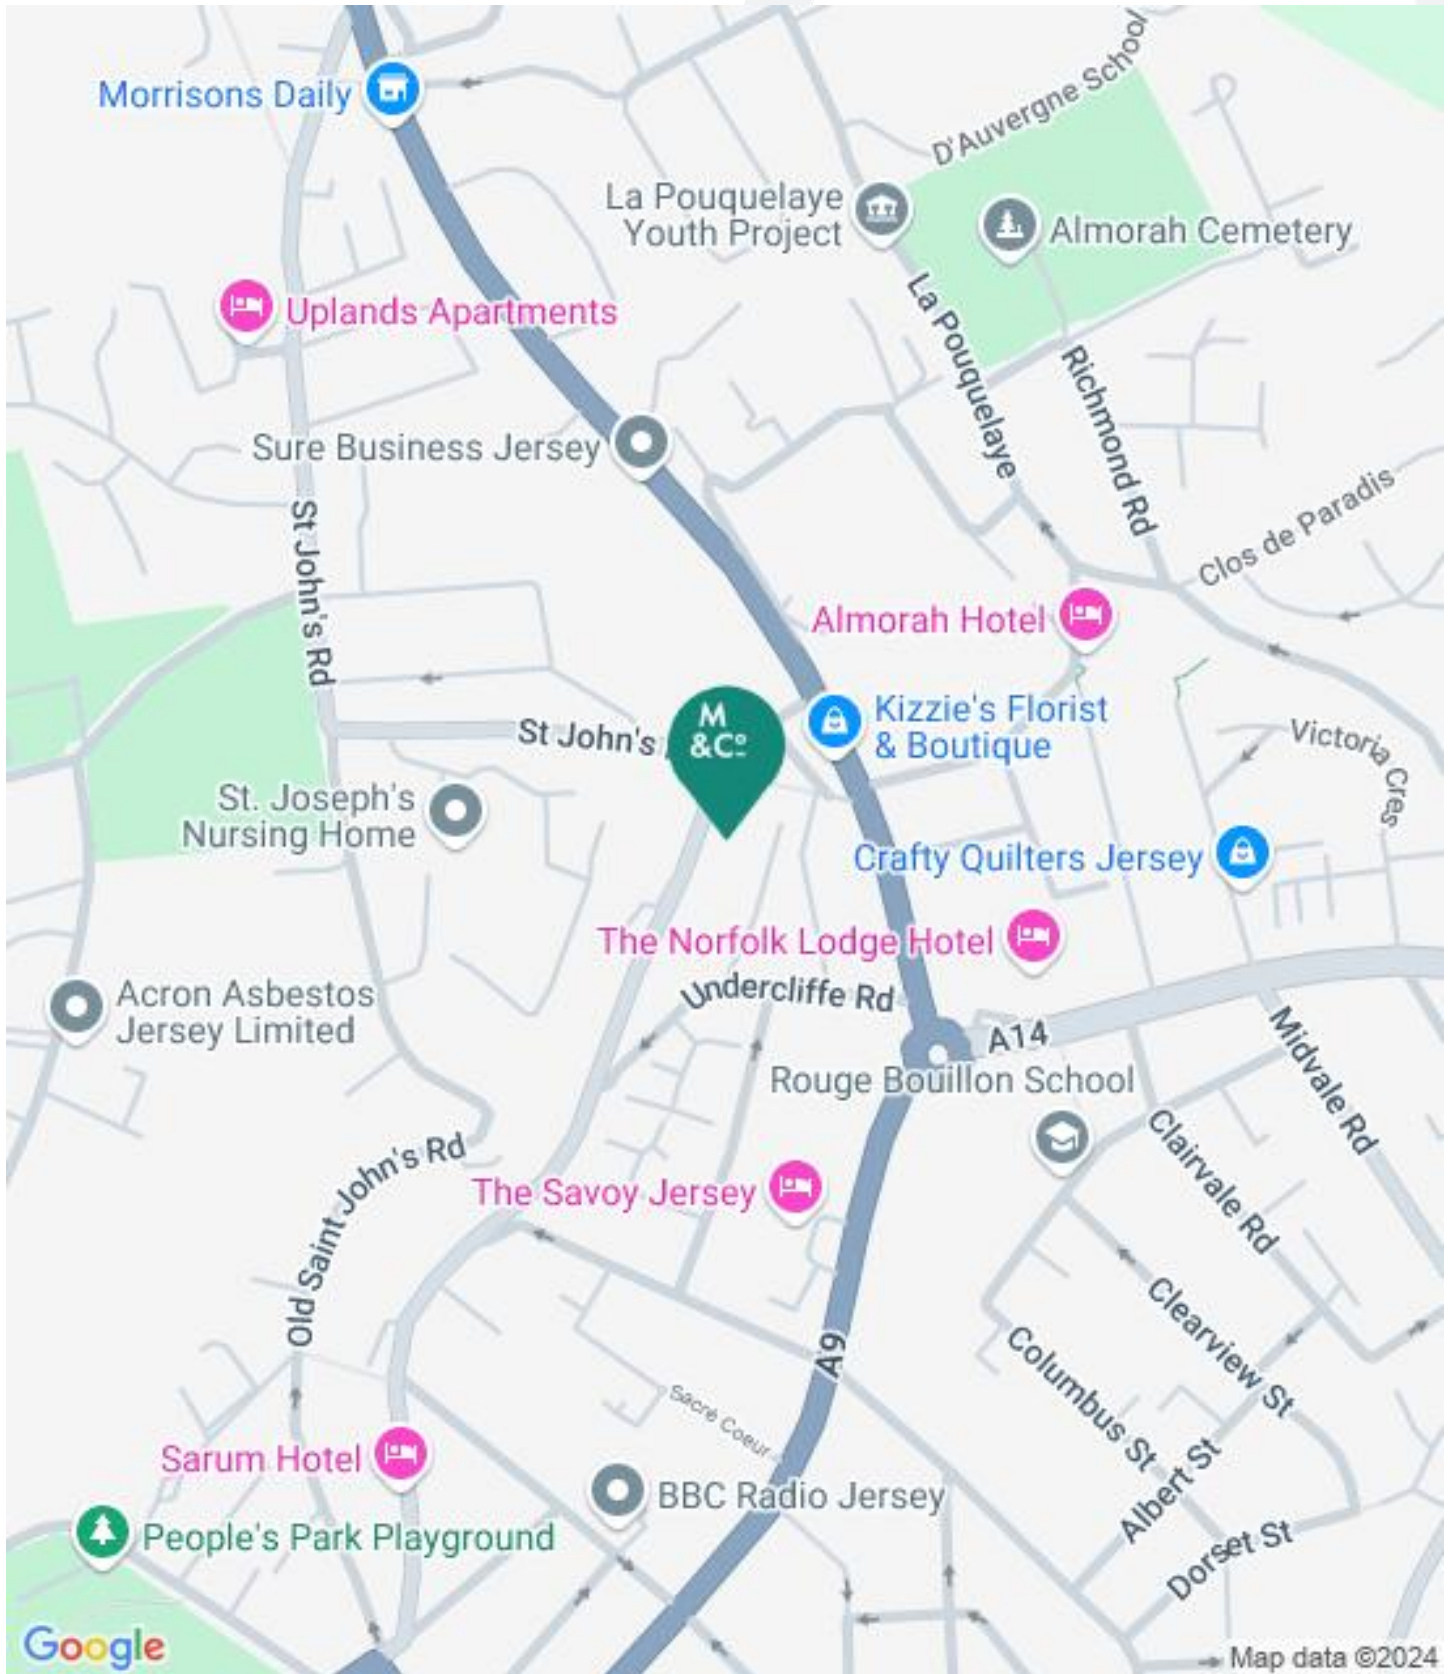 D'Auvergne School
Morrisons Daily
La Pouquelaye
Youth Project
Almorah Cemetery
Uplands Apartments
La Pouquelaye
Richmond Rd
Sure Business Jersey
Clos de Paradis
St John's Rd
Almorah Hotel
St John's
M
&Co
Kizzie's Florist
& Boutique
Victoria Cres
St. Joseph's
Nursing Home
Crafty Quilters Jersey
The Norfolk Lodge Hotel
Undercliffe Rd
Acron Asbestos
Jersey Limited
A14
Midvale Rd
Rouge Bouillon School
Clairvale Rd
Old Saint John's Rd
The Savoy Jersey
Clearview St
A9
Columbus St
Sacré Coeur
Sarum Hotel
Albert St
BBC Radio Jersey
People's Park Playground
Dorset St
Google
Map data ©2024